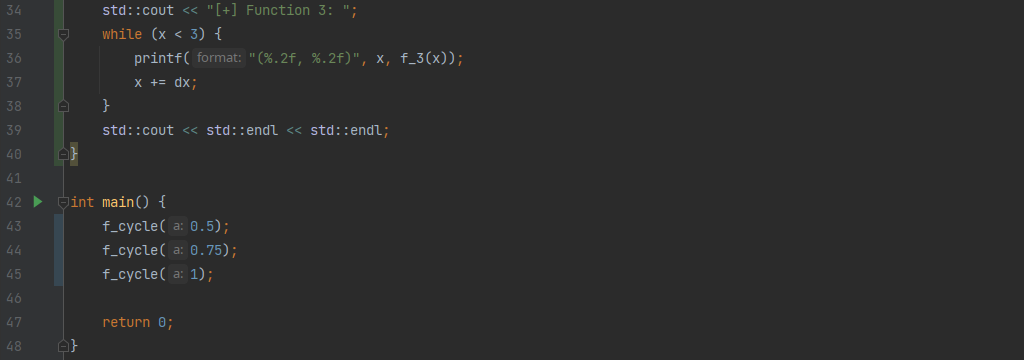 34 std::cout << "[+] Function 3: ";
35 while (x < 3) {
36 printf( format: "(%.2f, %.2f)", x, f_3(x));
37 x += dx;
38 }
39 std::cout << std::endl << std::endl;
40 }
41
42 int main() {
43 f_cycle( a: 0.5);
44 f_cycle( a: 0.75);
45 f_cycle( a: 1);
46
47 return 0;
48 }